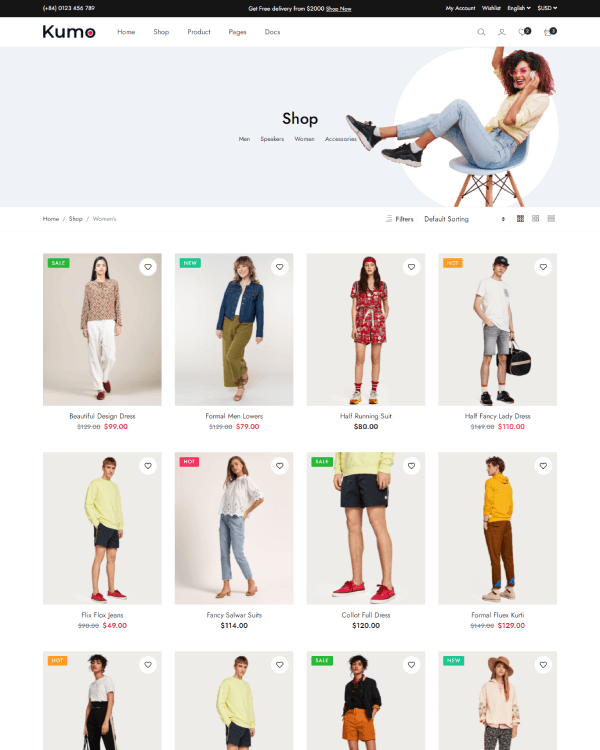 (+84) 0123 456 789
Get Free delivery from $2000 Shop Now
My Account Wishlist English $USD
Kumo
Home Shop Product Pages Docs
0 3
Shop
Men Speakers Women Accessories
Home / Shop / Women's
Filters Default Sorting
SALE NEW HOT
Beautiful Design Dress Formal Men Lowers Half Running Suit Half Fancy Lady Dress
$129.00 $99.00 $129.00 $79.00 $80.00 $149.00 $110.00
HOT SALE
Flix Flox Jeans Fancy Salwar Suits Collot Full Dress Formal Fluex Kurti
$90.00 $49.00 $114.00 $120.00 $149.00 $129.00
HOT SALE NEW